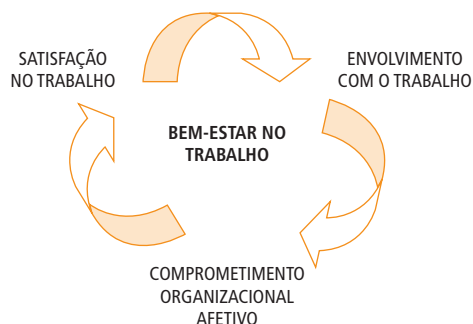 SATISFAÇÃO
NO TRABALHO
ENVOLVIMENTO
COM O TRABALHO
BEM-ESTAR NO
TRABALHO
COMPROMETIMENTO
ORGANIZACIONAL
AFETIVO